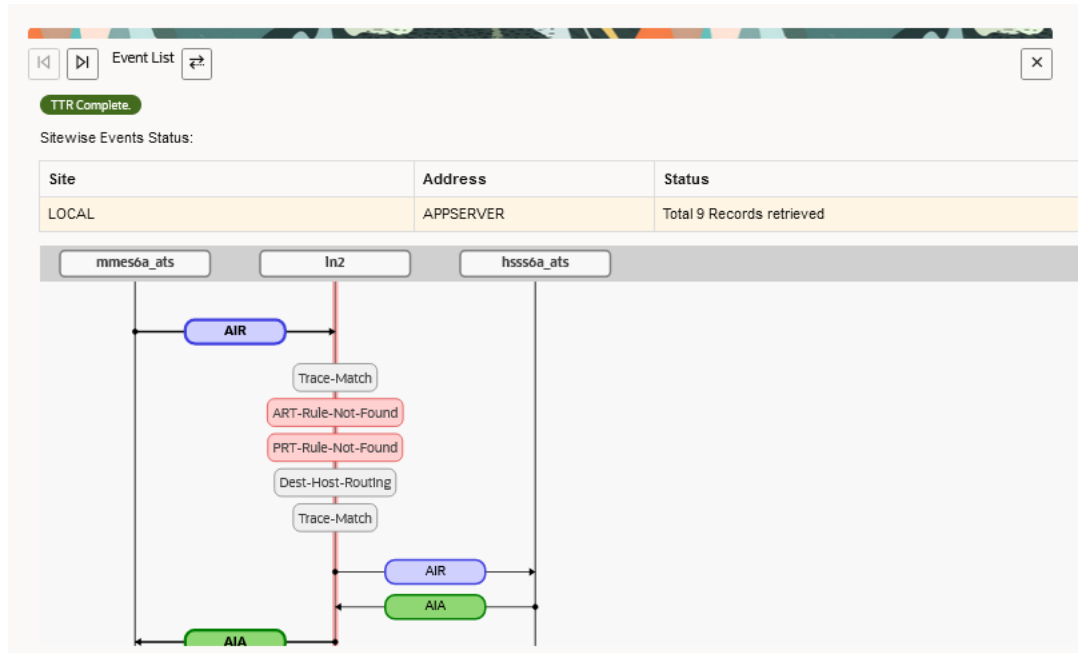 Event List
TTR Complete.
Sitewise Events Status:
Site Address Status
LOCAL APPSERVER Total 9 Records retrieved
mmes6a_ats ln2 hsss6a_ats
AIR
Trace-Match
ART-Rule-Not-Found
PRT-Rule-Not-Found
Dest-Host-Routing
Trace-Match
AIR
AIA
AIA